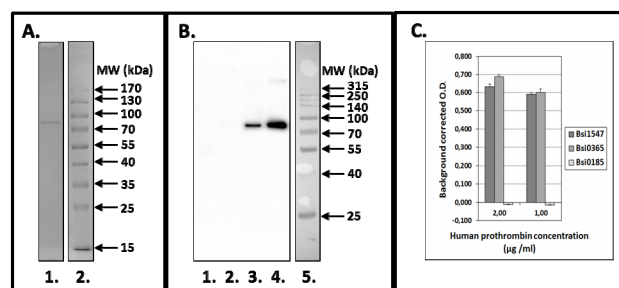 A.
MW (kDa)
170
130
100
70
55
40
35
25
15
1. 2.
B.
MW (kDa)
315
250
140
100
70
55
40
25
1. 2. 3. 4. 5.
C.
Background corrected O.D.
0,800
0,700
0,600
0,500
0,400
0,300
0,200
0,100
0,000
-0,100
2,00 1,00
Human prothrombin concentration
(µg /ml)
Bsi1547
Bsi0365
Bsi0185